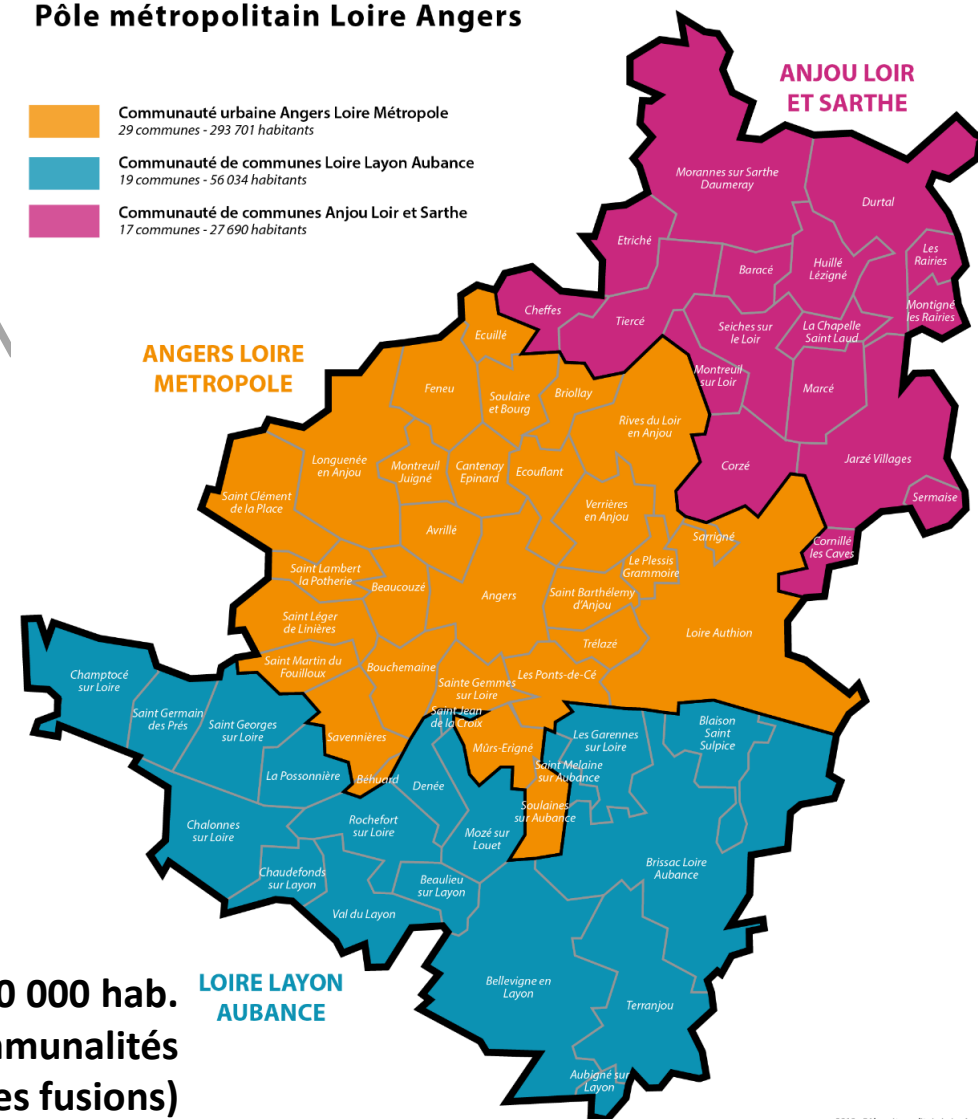 Pôle métropolitain Loire Angers
Communauté urbaine Angers Loire Métropole
29 communes - 293 701 habitants
Communauté de communes Loire Layon Aubance
19 communes - 56 034 habitants
Communauté de communes Anjou Loir et Sarthe
17 communes - 27 690 habitants
ANJOU LOIR
ET SARTHE
Morannes sur Sarthe
Daumeray
Durtal
Etriché
Les
Rairies
Baracé
Huillé
Lézigné
Cheffes
Tiercé
Montigné
les Rairies
Seiches sur
le Loir
La Chapelle
Saint Laud
Montreuil
sur Loir
Marcé
Corzé
Jarzé Villages
Sermaise
Cornillé
les Caves
ANGERS LOIRE
METROPOLE
Ecuillé
Feneu
Soulaire
et Bourg
Briollay
Rives du Loir
en Anjou
Longuenée
en Anjou
Montreuil
Juigné
Cantenay
Epinard
Ecouflant
Saint Clément
de la Place
Avrillé
Verrières
en Anjou
Sarrigné
Saint Lambert
la Potherie
Beaucouzé
Angers
Le Plessis
Grammoire
Saint Barthélemy
d'Anjou
Saint Léger
de Linières
Trélazé
Loire Authion
Saint Martin du
Fouilloux
Bouchemaine
Sainte Gemmes
sur Loire
Les Ponts-de-Cé
Savennières
Béhuard
Mûrs-Erigné
Soulaines
sur Aubance
Champtocé
sur Loire
Saint Germain
des Prés
Saint Georges
sur Loire
La Possonnière
Saint Jean
de la Croix
Denée
Les Garennes
sur Loire
Blaison
Saint
Sulpice
Saint Melaine
sur Aubance
Chalonnes
sur Loire
Rochefort
sur Loire
Mozé sur
Louet
Brissac Loire
Aubance
Chaudefonds
sur Layon
Beaulieu
sur Layon
Val du Layon
Bellevigne en
Layon
Terranjou
Aubigné sur
Layon
LOIRE LAYON
AUBANCE
0 000 hab.
nmunalités
es fusions)